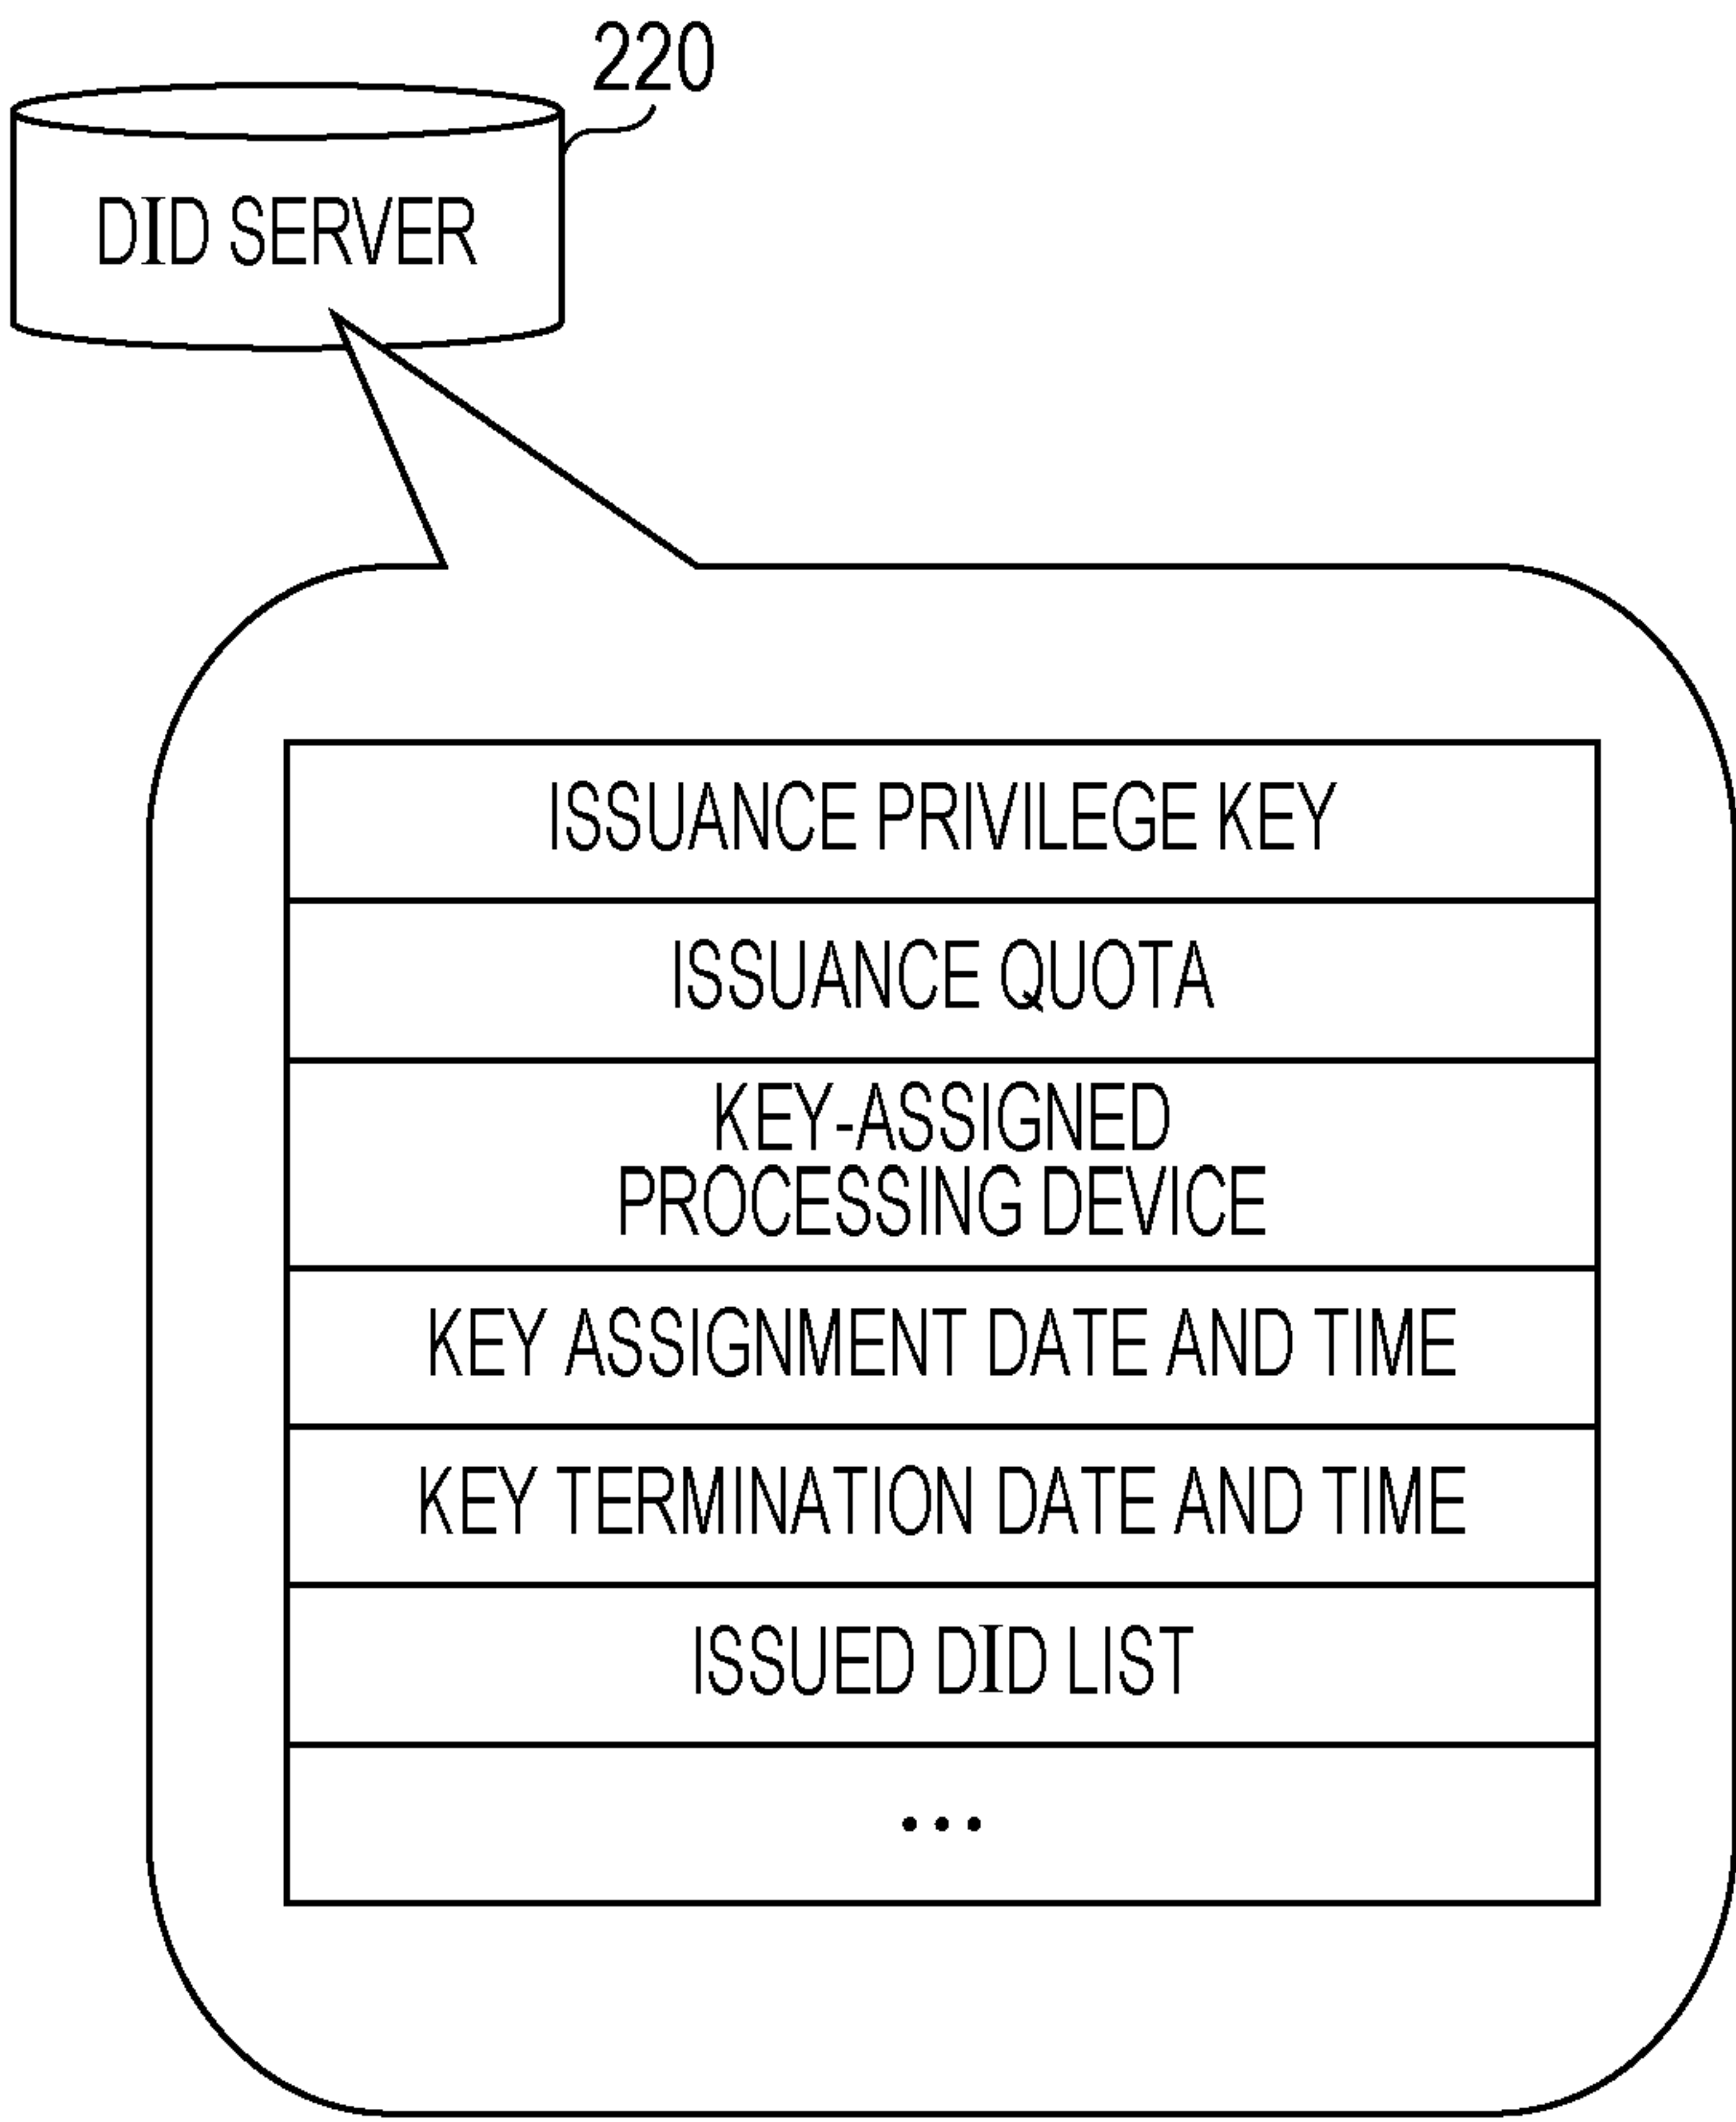 220
DID SERVER
ISSUANCE PRIVILEGE KEY
ISSUANCE QUOTA
KEY-ASSIGNED
PROCESSING DEVICE
KEY ASSIGNMENT DATE AND TIME
KEY TERMINATION DATE AND TIME
ISSUED DID LIST
...